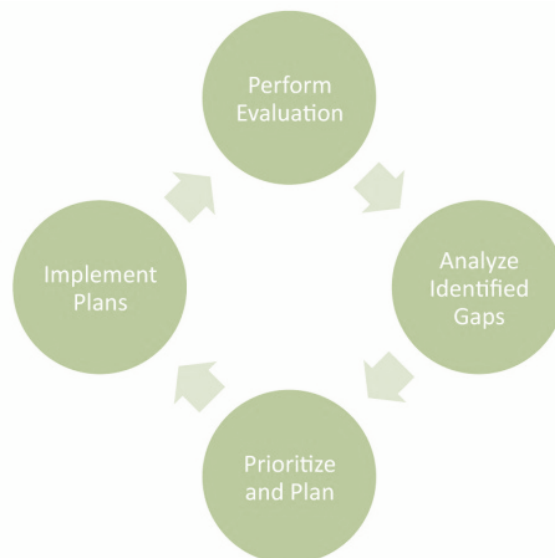 Perform
Evaluation
Analyze
Identified
Gaps
Prioritize
and Plan
Implement
Plans